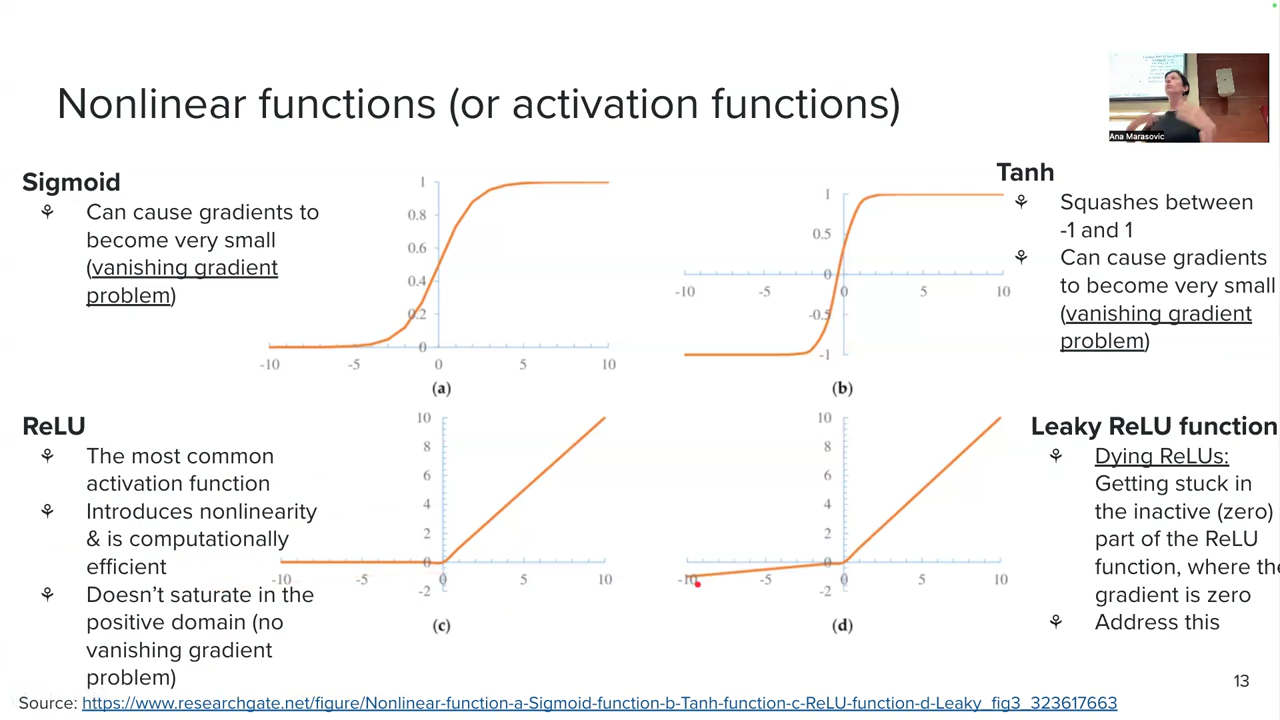 Nonlinear functions (or activation functions)
Ana Marasovic
Sigmoid
Can cause gradients to
become very small
(vanishing gradient
problem)
1
0.8
0.6
0.4
0.2
0
-10 -5 0 5 10
(a)
1
0.5
0
-0.5
-1
-10 -5 0 5 10
(b)
Tanh
Squashes between
-1 and 1
Can cause gradients
to become very small
(vanishing gradient
problem)
ReLU
The most common
activation function
Introduces nonlinearity
& is computationally
efficient
Doesn't saturate in the
positive domain (no
vanishing gradient
problem)
10
8
6
4
2
0
-2
-10 -5 0 5 10
(c)
10
8
6
4
2
0
-2
-10 -5 0 5 10
(d)
Leaky ReLU function
Dying ReLUs:
Getting stuck in
the inactive (zero)
part of the ReLU
function, where the
gradient is zero
Address this
13
Source: https://www.researchgate.net/figure/Nonlinear-function-a-Sigmoid-function-b-Tanh-function-c-ReLU-function-d-Leaky_fig3_323617663